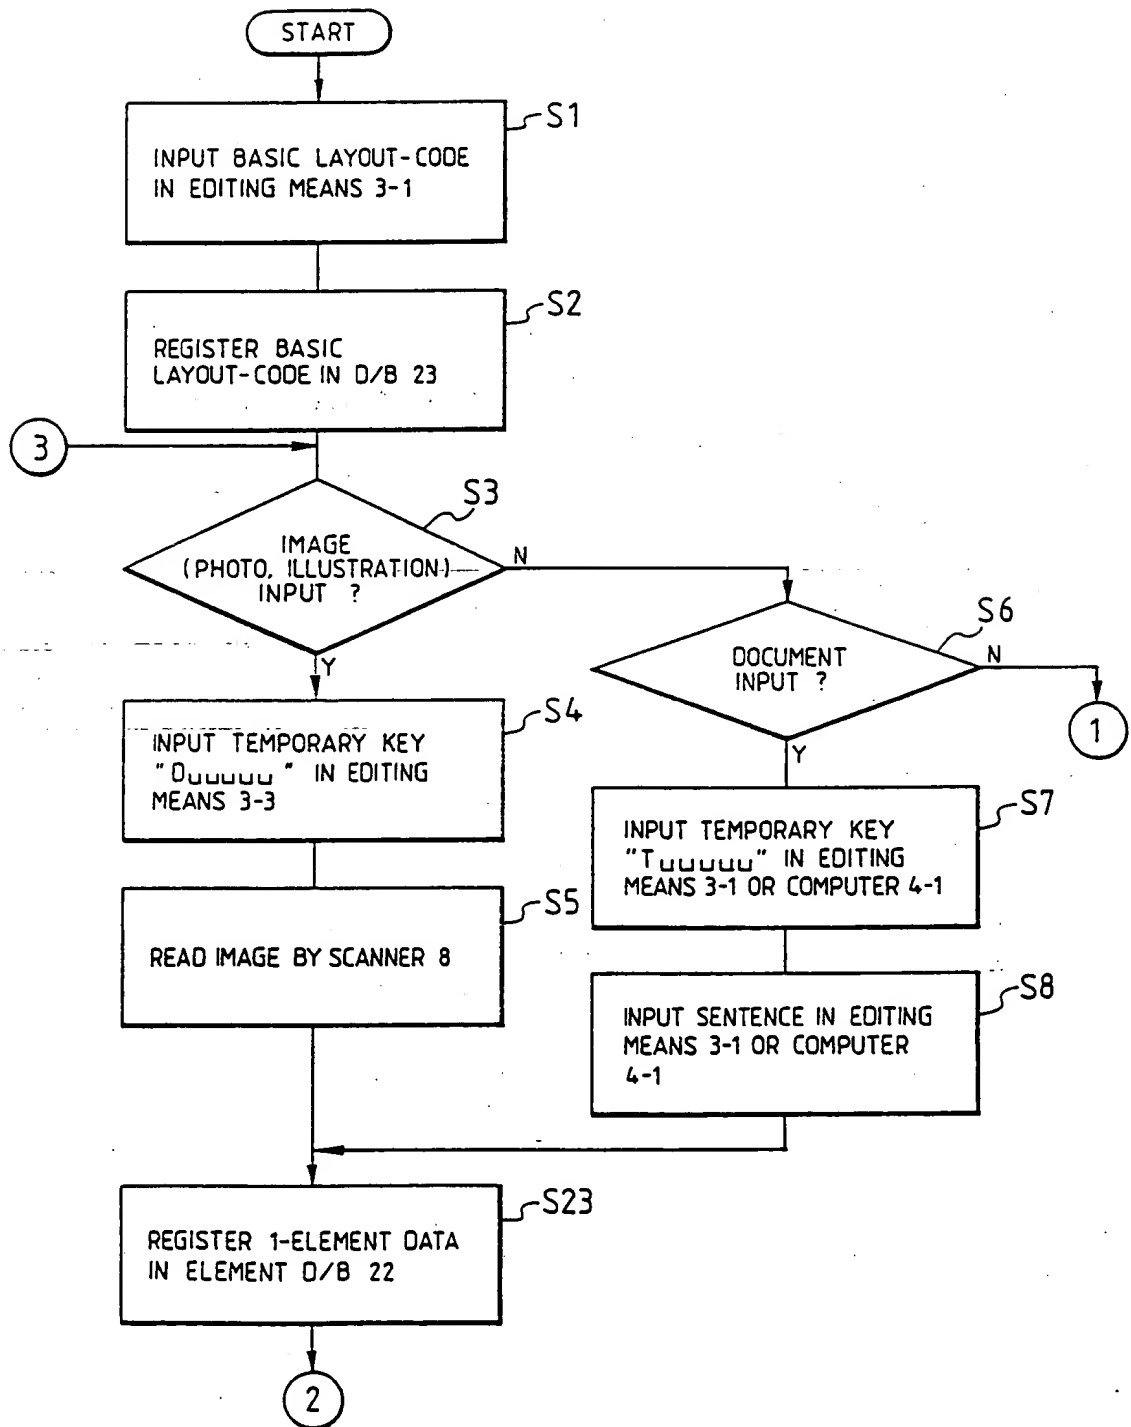 START
S1
INPUT BASIC LAYOUT-CODE
IN EDITING MEANS 3-1
S2
REGISTER BASIC
LAYOUT-CODE IN D/B 23
3
S3
IMAGE
(PHOTO, ILLUSTRATION)
INPUT ?
N
Y
S6
DOCUMENT
INPUT ?
N
Y
1
S4
INPUT TEMPORARY KEY
"D␣␣␣␣␣" IN EDITING
MEANS 3-3
S7
INPUT TEMPORARY KEY
"T␣␣␣␣␣" IN EDITING
MEANS 3-1 OR COMPUTER 4-1
S5
READ IMAGE BY SCANNER 8
S8
INPUT SENTENCE IN EDITING
MEANS 3-1 OR COMPUTER
4-1
S23
REGISTER 1-ELEMENT DATA
IN ELEMENT D/B 22
2